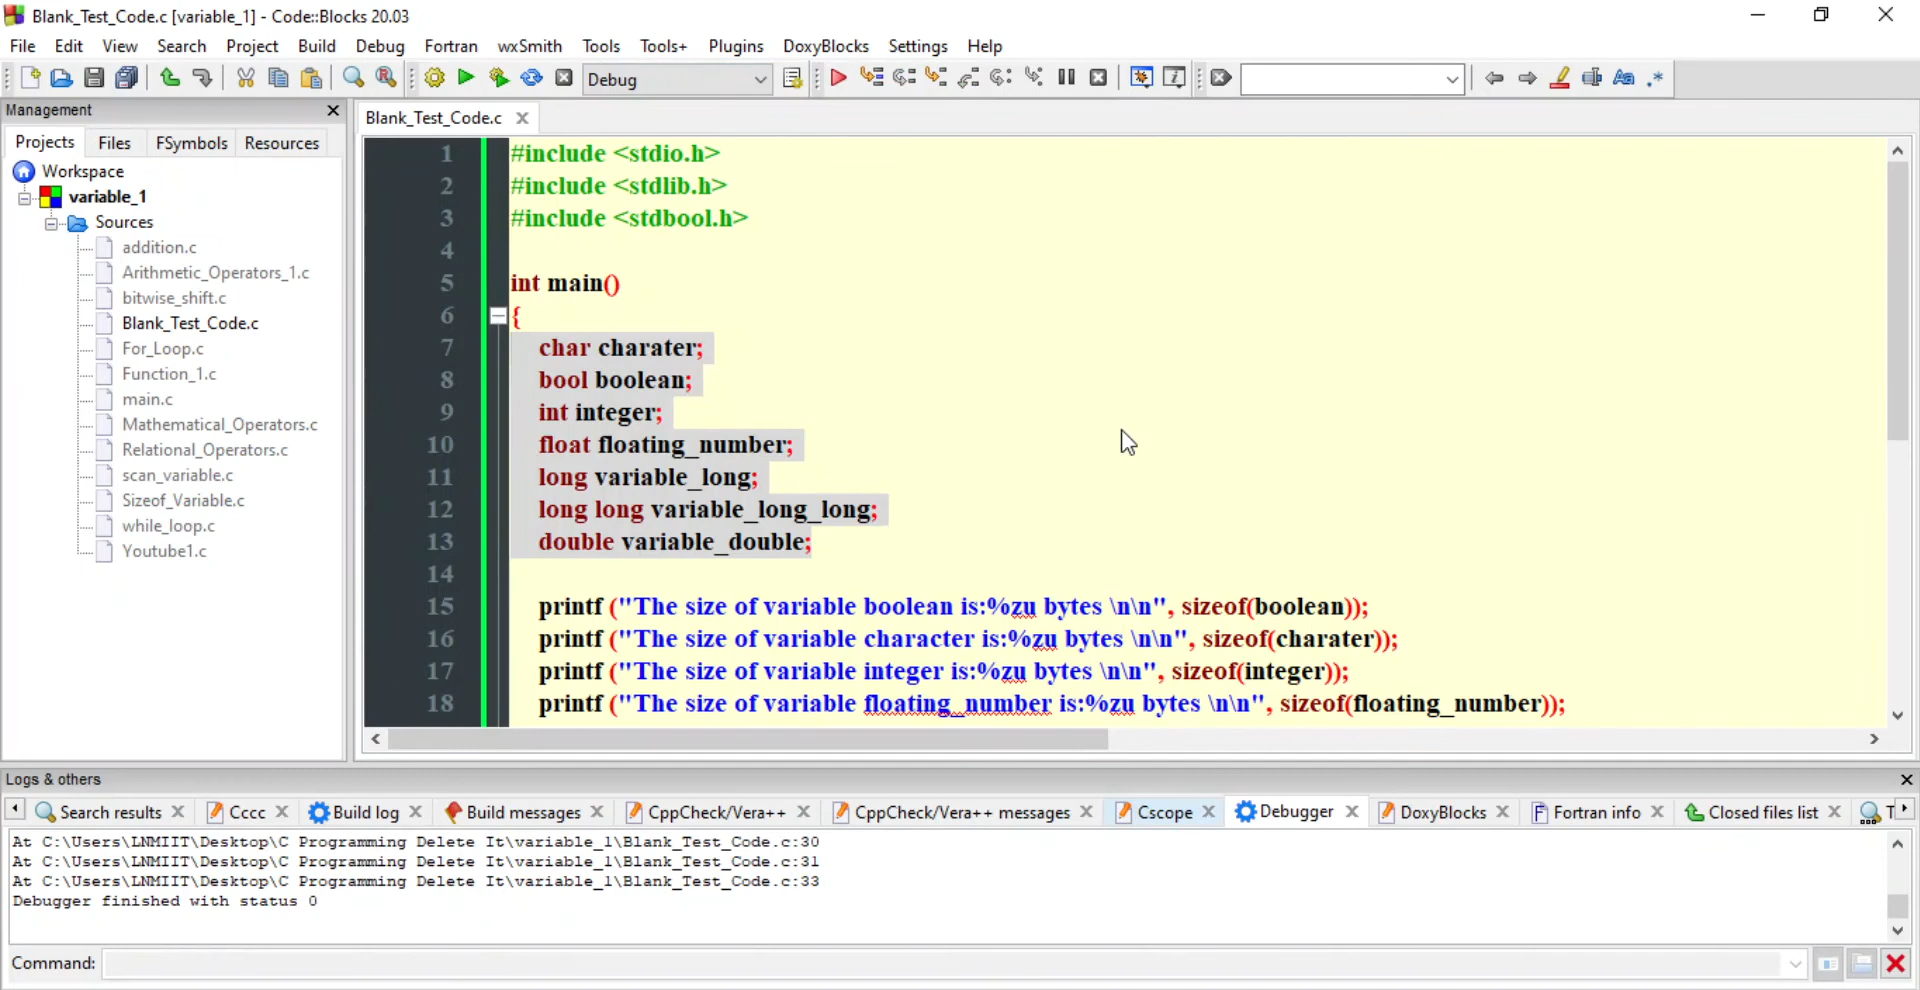 Blank_Test_Code.c [variable_1] - Code::Blocks 20.03
File Edit View Search Project Build Debug Fortran wxSmith Tools Tools+ Plugins DoxyBlocks Settings Help
Debug
Management
Projects Files FSymbols Resources
Workspace
variable_1
Sources
addition.c
Arithmetic_Operators_1.c
bitwise_shift.c
Blank_Test_Code.c
For_Loop.c
Function_1.c
main.c
Mathematical_Operators.c
Relational_Operators.c
scan_variable.c
Sizeof_Variable.c
while_loop.c
Youtube1.c
Blank_Test_Code.c
1 #include <stdio.h>
2 #include <stdlib.h>
3 #include <stdbool.h>
4
5 int main()
6 {
7 char charater;
8 bool boolean;
9 int integer;
10 float floating_number;
11 long variable_long;
12 long long variable_long_long;
13 double variable_double;
14
15 printf ("The size of variable boolean is:%zu bytes \n\n", sizeof(boolean));
16 printf ("The size of variable character is:%zu bytes \n\n", sizeof(charater));
17 printf ("The size of variable integer is:%zu bytes \n\n", sizeof(integer));
18 printf ("The size of variable floating_number is:%zu bytes \n\n", sizeof(floating_number));
Logs & others
Search results Cccc Build log Build messages CppCheck/Vera++ CppCheck/Vera++ messages Cscope Debugger DoxyBlocks Fortran info Closed files list T
At C:\Users\LNMIIT\Desktop\C Programming Delete It\variable_1\Blank_Test_Code.c:30
At C:\Users\LNMIIT\Desktop\C Programming Delete It\variable_1\Blank_Test_Code.c:31
At C:\Users\LNMIIT\Desktop\C Programming Delete It\variable_1\Blank_Test_Code.c:33
Debugger finished with status 0
Command: